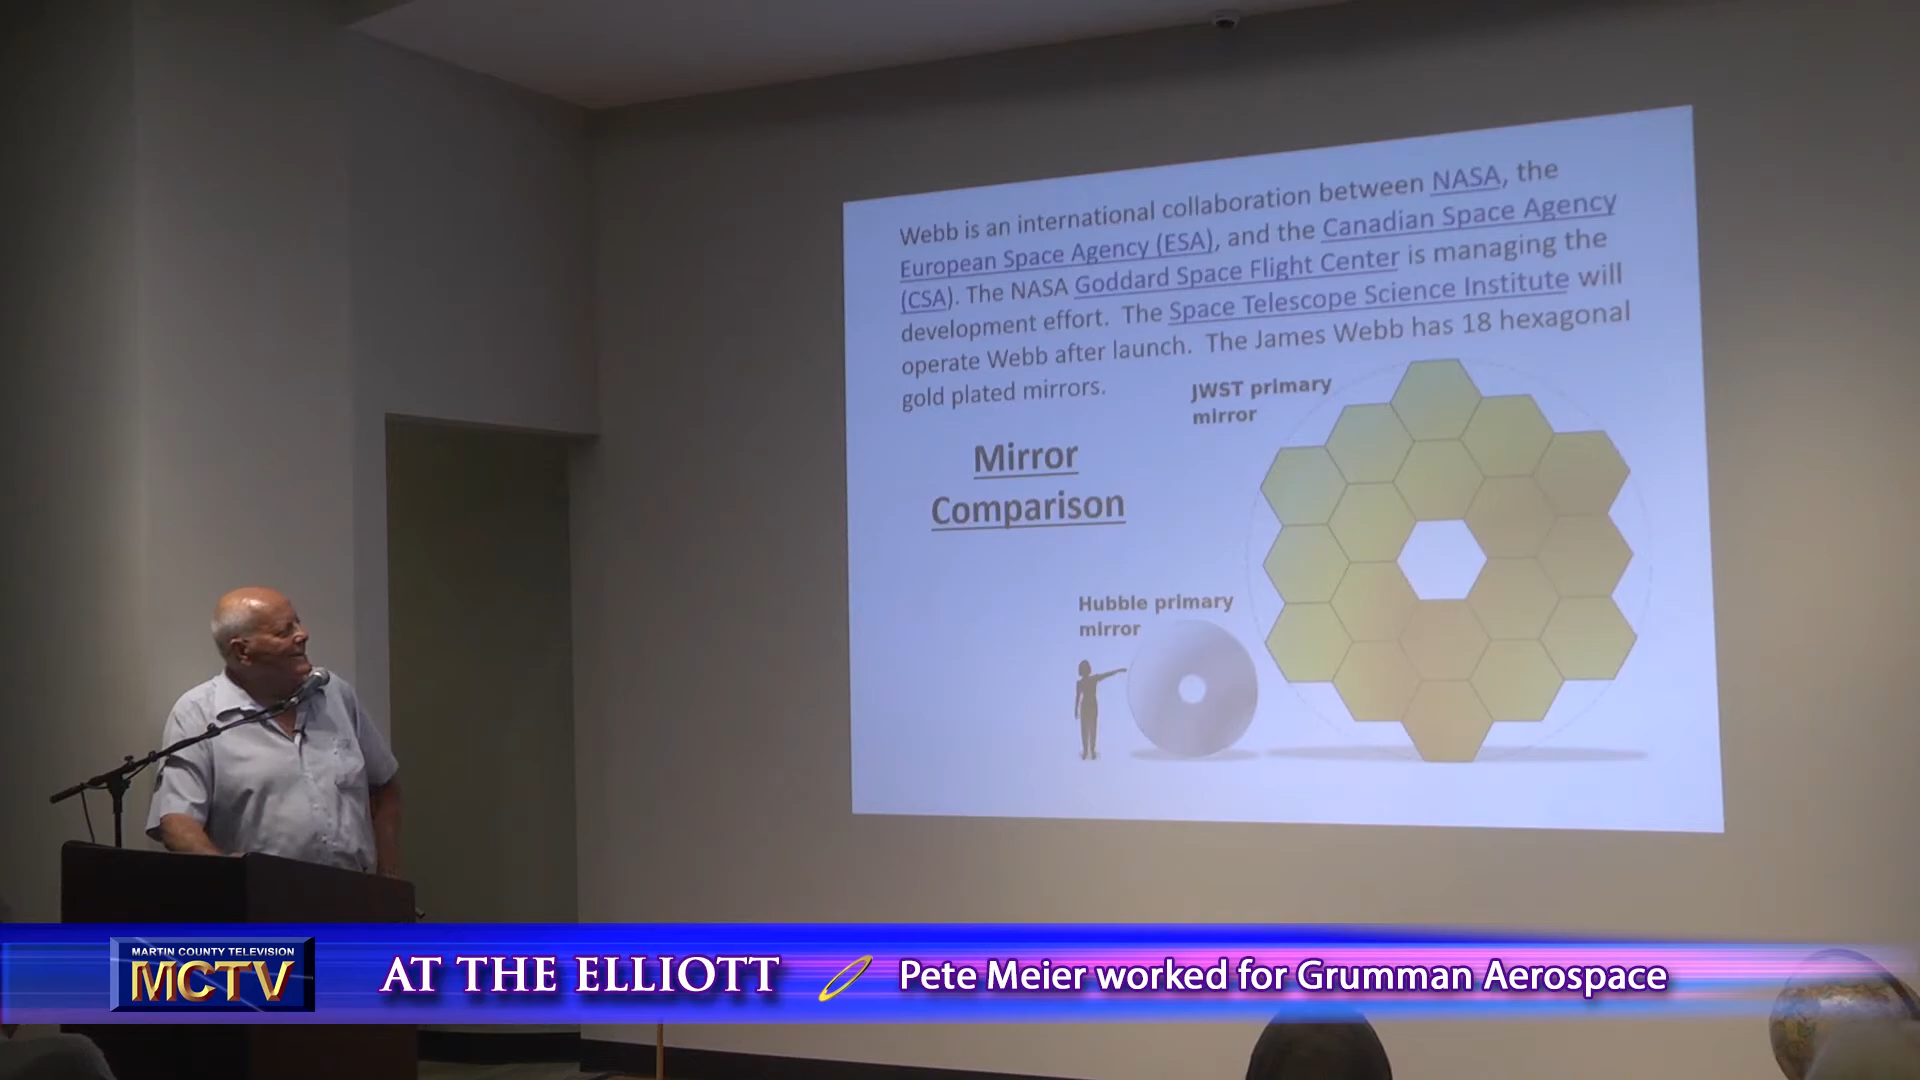 Webb is an international collaboration between NASA, the
European Space Agency (ESA), and the Canadian Space Agency
(CSA). The NASA Goddard Space Flight Center is managing the
development effort. The Space Telescope Science Institute will
operate Webb after launch. The James Webb has 18 hexagonal
gold plated mirrors.
JWST primary
mirror
Mirror
Comparison
Hubble primary
mirror
MARTIN COUNTY TELEVISION
MCTV
AT THE ELLIOTT
Pete Meier worked for Grumman Aerospace